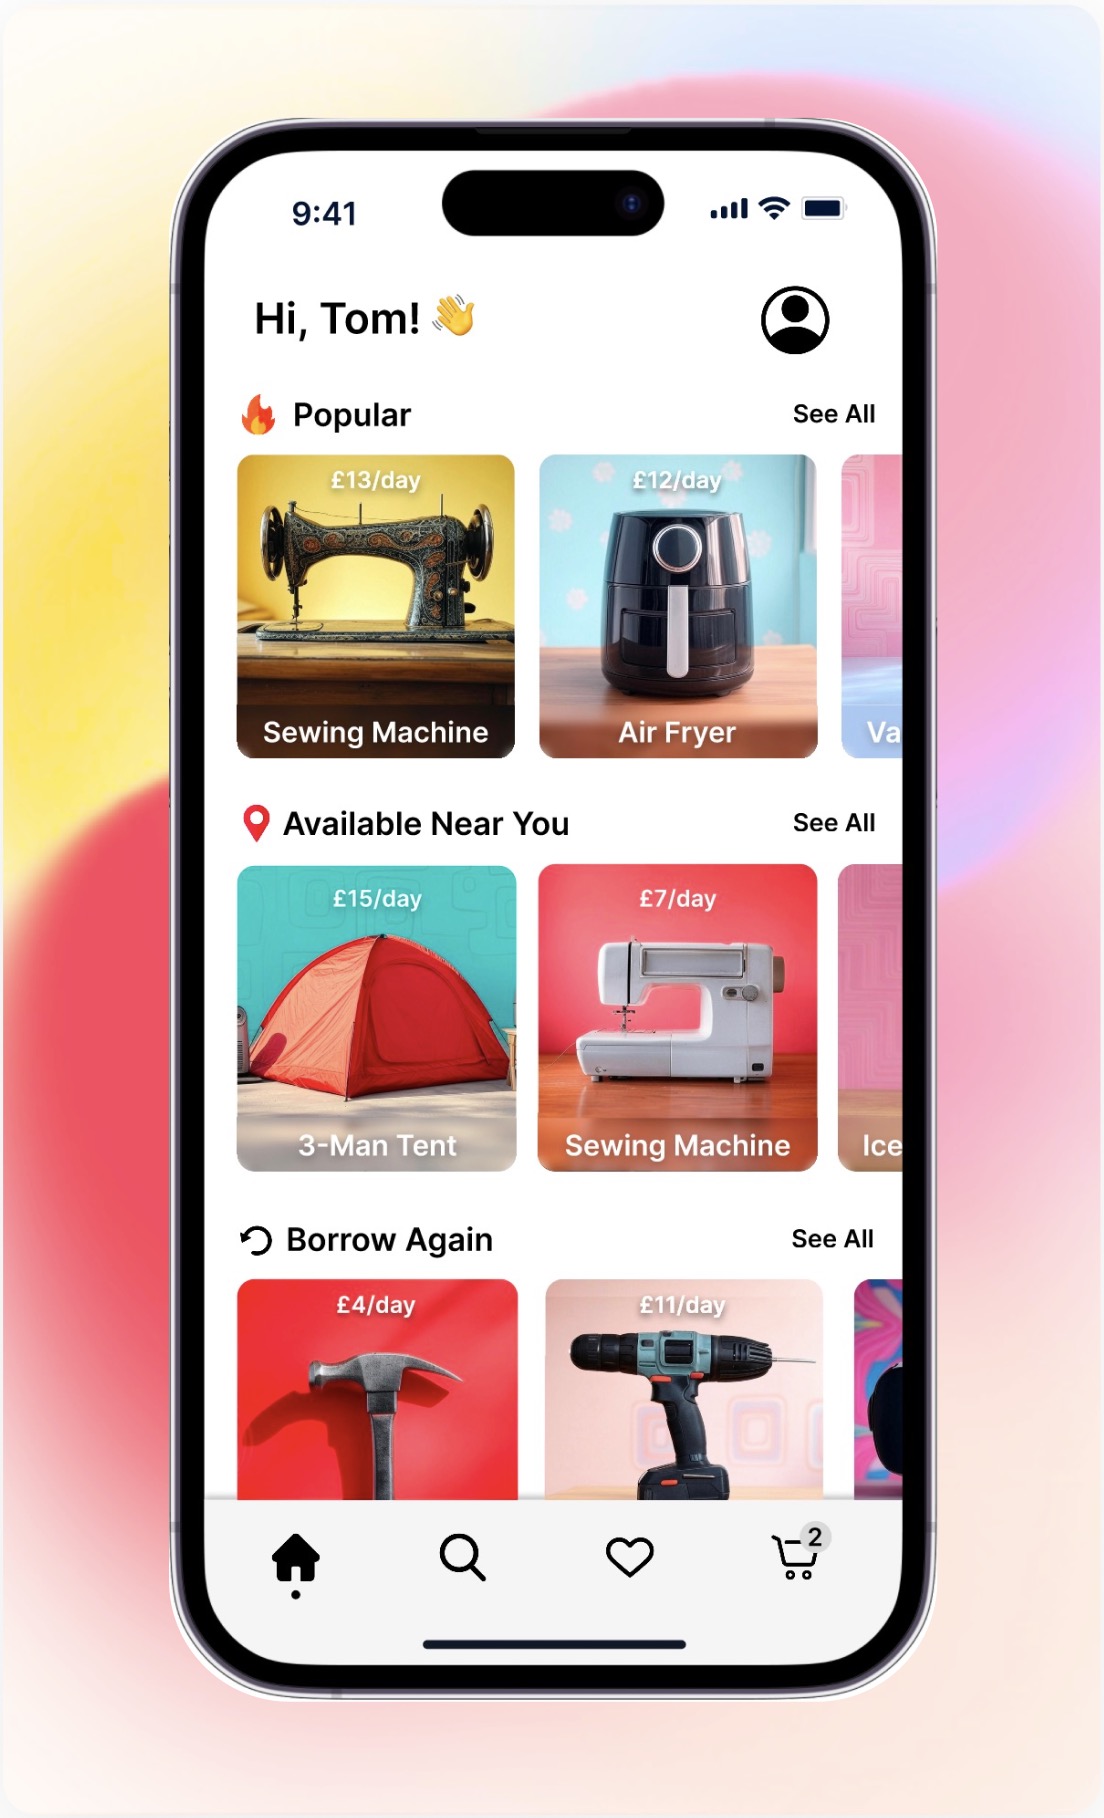 9:41
Hi, Tom! 👋
Popular
See All
£13/day
£12/day
Sewing Machine
Air Fryer
Va
Available Near You
See All
£15/day
£7/day
3-Man Tent
Sewing Machine
Ice
Borrow Again
See All
£4/day
£11/day
2